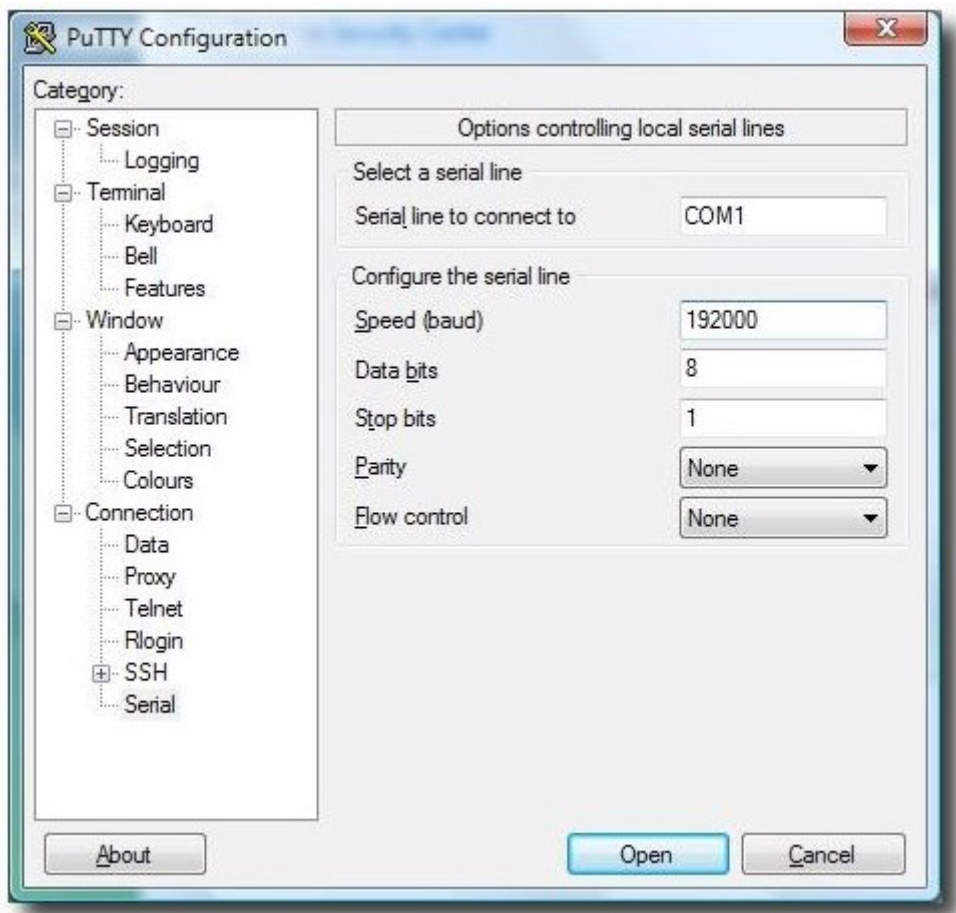 PuTTY Configuration
Category:
Session
Logging
Terminal
Keyboard
Bell
Features
Window
Appearance
Behaviour
Translation
Selection
Colours
Connection
Data
Proxy
Telnet
Rlogin
SSH
Serial
Options controlling local serial lines
Select a serial line
Serial line to connect to COM1
Configure the serial line
Speed (baud) 192000
Data bits 8
Stop bits 1
Parity None
Flow control None
About Open Cancel